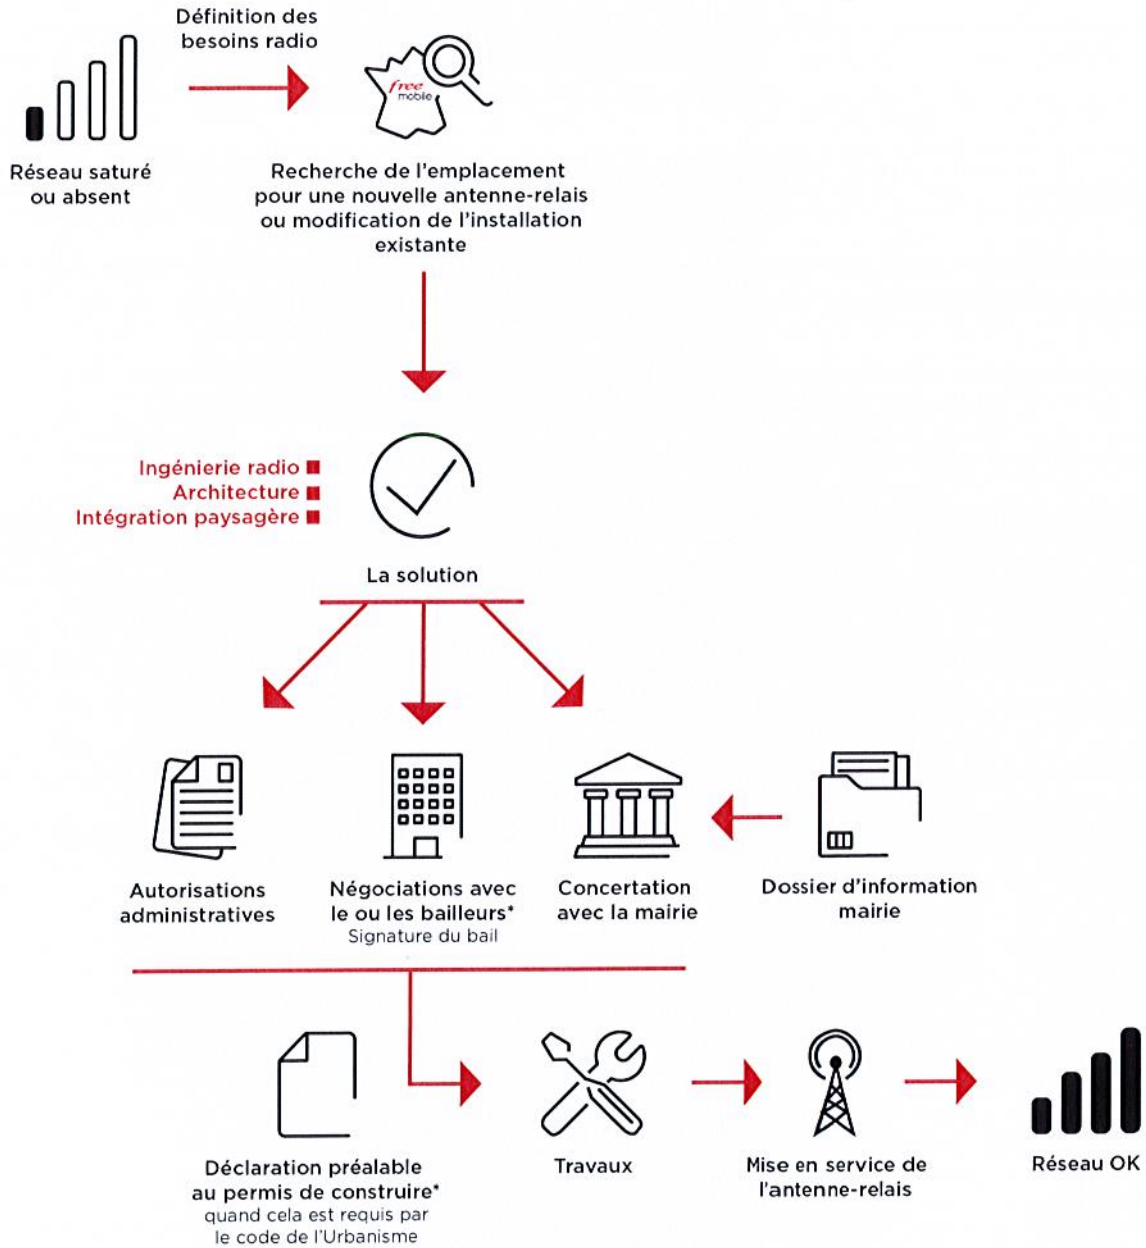 Définition des
besoins radio
free
mobile
Réseau saturé
ou absent
Recherche de l'emplacement
pour une nouvelle antenne-relais
ou modification de l'installation
existante
Ingénierie radio
Architecture
Intégration paysagère
La solution
Autorisations
administratives
Négociations avec
le ou les bailleurs*
Signature du bail
Concertation
avec la mairie
Dossier d'information
mairie
Déclaration préalable
au permis de construire*
quand cela est requis par
le code de l'Urbanisme
Travaux
Mise en service de
l'antenne-relais
Réseau OK